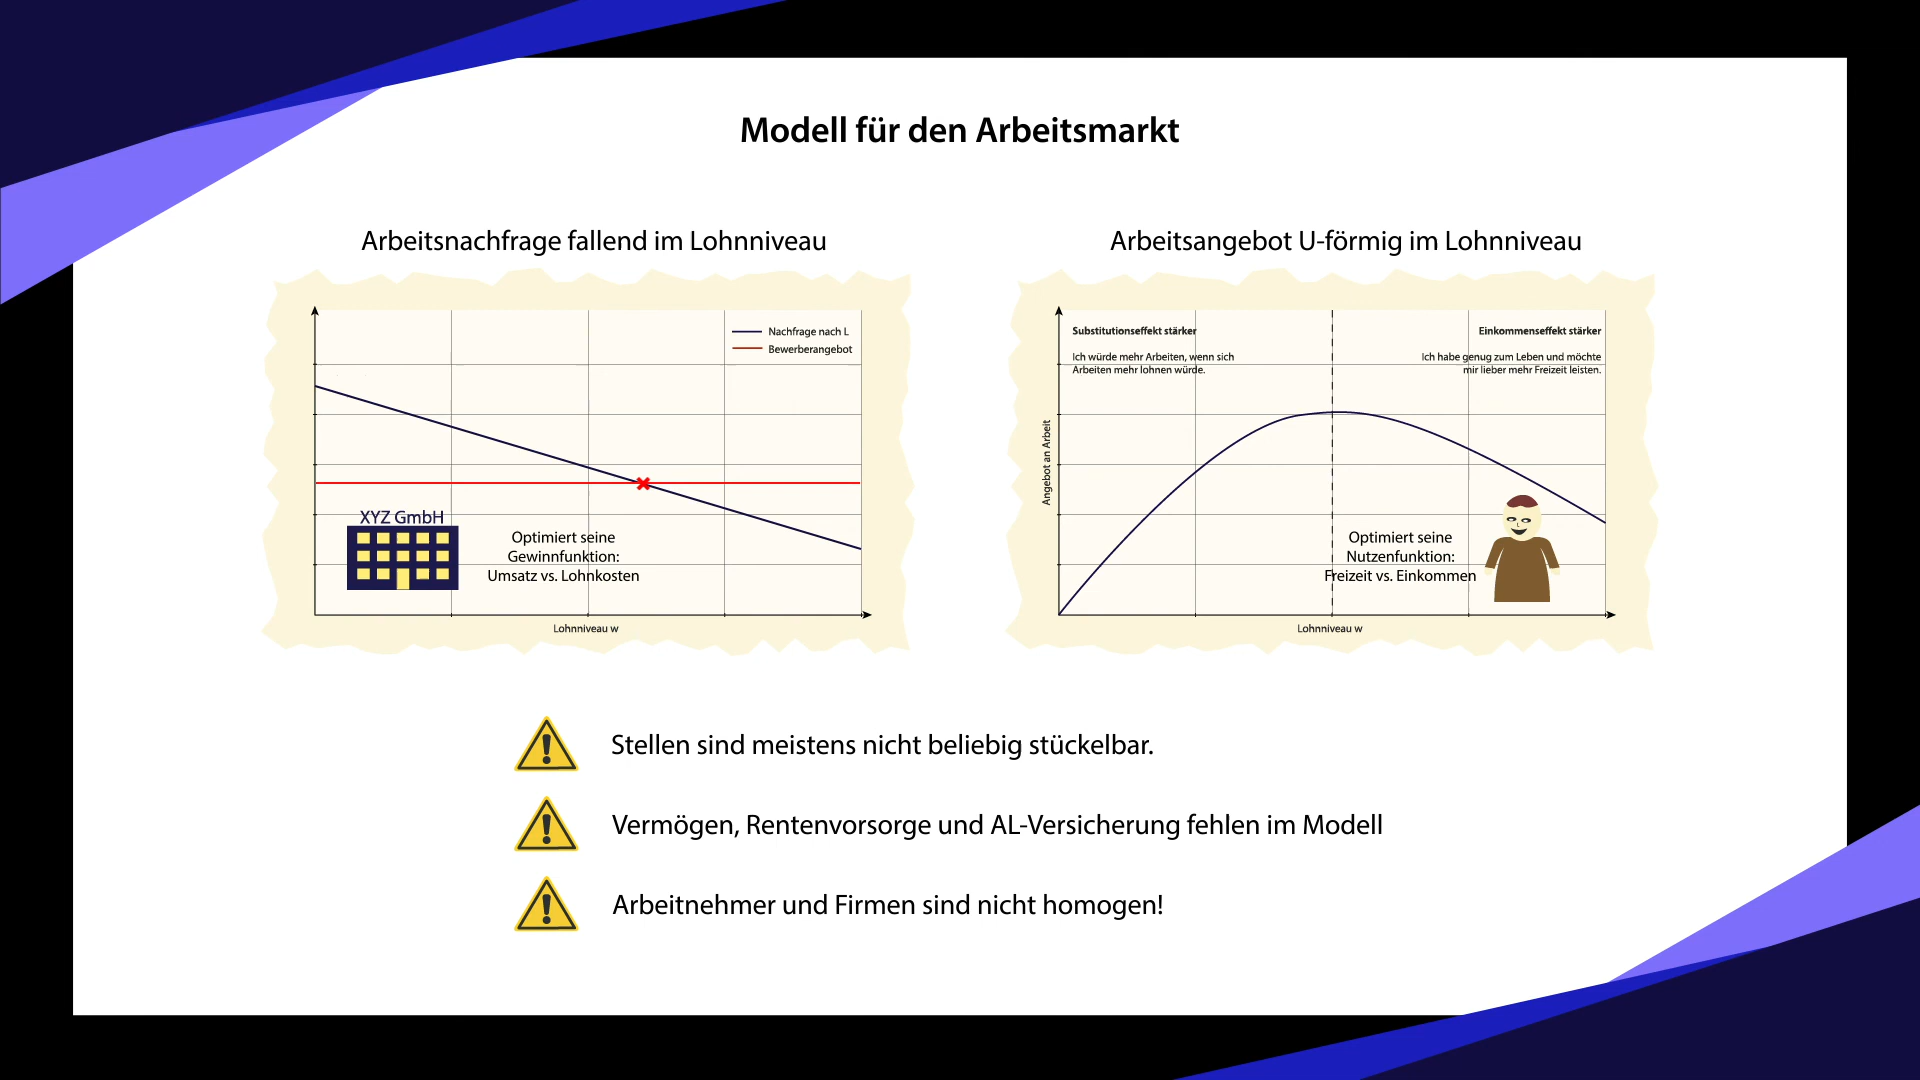 Modell für den Arbeitsmarkt
Arbeitsnachfrage fallend im Lohnniveau
Nachfrage nach L
Bewerberangebot
XYZ GmbH
Optimiert seine
Gewinnfunktion:
Umsatz vs. Lohnkosten
Lohnniveau w
Arbeitsangebot U-förmig im Lohnniveau
Substitutionseffekt stärker
Ich würde mehr Arbeiten, wenn sich
Arbeiten mehr lohnen würde.
Einkommenseffekt stärker
Ich habe genug zum Leben und möchte
mir lieber mehr Freizeit leisten.
Angebot an Arbeit
Optimiert seine
Nutzenfunktion:
Freizeit vs. Einkommen
Lohnniveau w
Stellen sind meistens nicht beliebig stückelbar.
Vermögen, Rentenvorsorge und AL-Versicherung fehlen im Modell
Arbeitnehmer und Firmen sind nicht homogen!